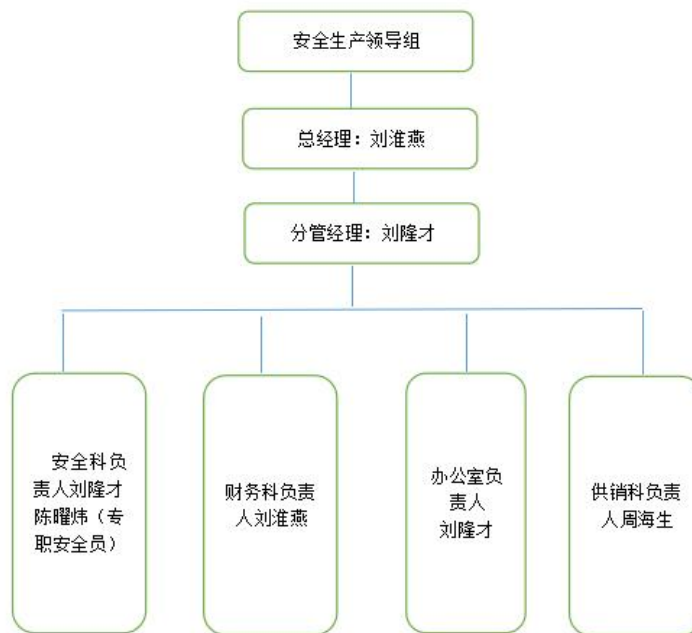 安全生产领导组
总经理：刘淮燕
分管经理：刘隆才
安全科负
责人刘隆才
陈曜炜（专
职安全员）
财务科负责
人刘淮燕
办公室负
责人
刘隆才
供销科负责
人周海生